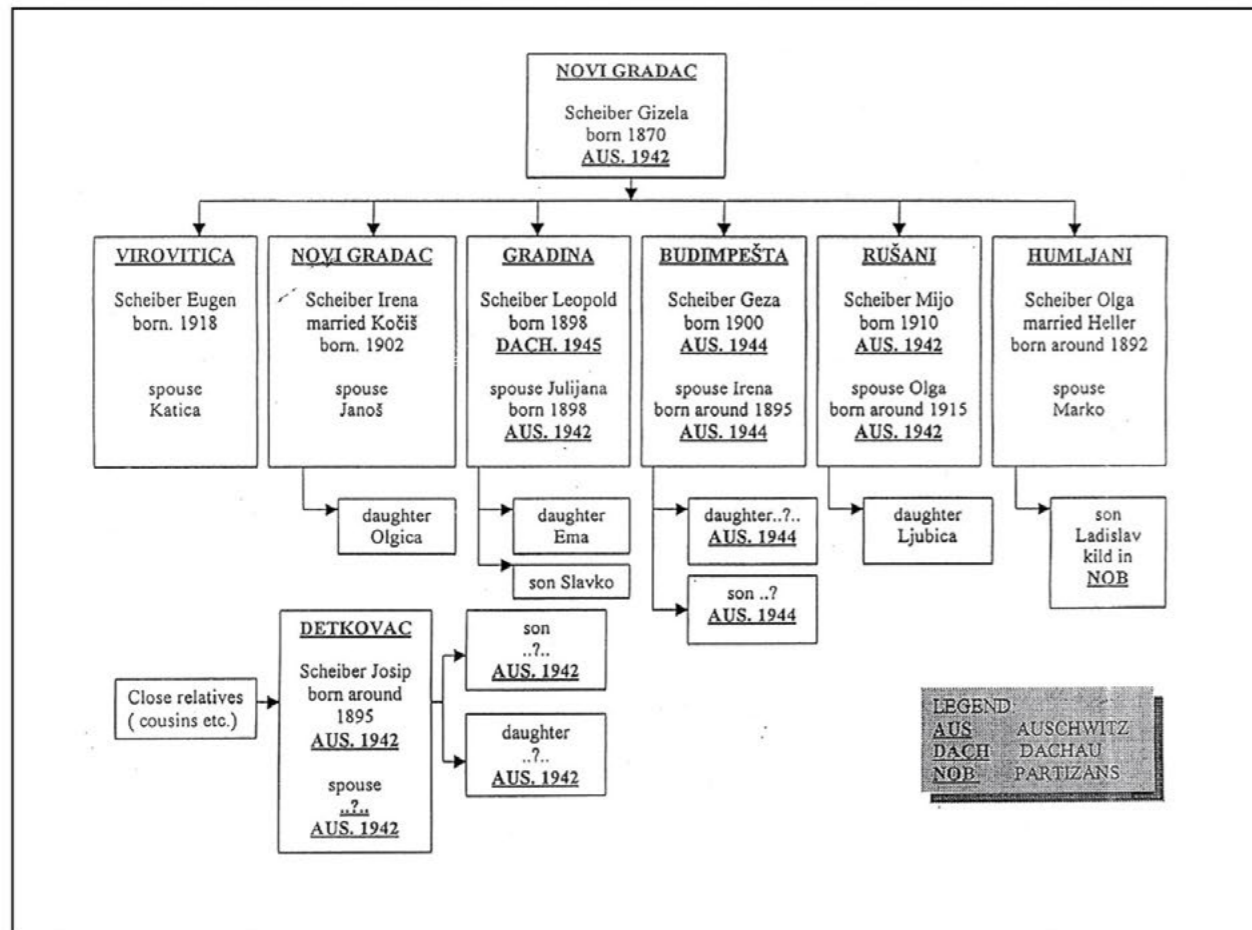 NOVI GRADAC
Scheiber Gizela
born 1870
AUS. 1942
VIROVITICA
Scheiber Eugen
born. 1918
spouse
Katica
NOVI GRADAC
Scheiber Irena
married Kočiš
born. 1902
spouse
Janoš
GRADINA
Scheiber Leopold
born 1898
DACH. 1945
spouse Julijana
born 1898
AUS. 1942
BUDIMPEŠTA
Scheiber Geza
born 1900
AUS. 1944
spouse Irena
born around 1895
AUS. 1944
RUŠANI
Scheiber Mijo
born 1910
AUS. 1942
spouse Olga
born around 1915
AUS. 1942
HUMLJANI
Scheiber Olga
married Heller
born around 1892
spouse
Marko
daughter
Olgica
daughter
Ema
son Slavko
daughter..?..
AUS. 1944
son ..?
AUS. 1944
daughter
Ljubica
son
Ladislav
kild in
NOB
Close relatives
( cousins etc.)
DETKOVAC
Scheiber Josip
born around
1895
AUS. 1942
spouse
..?..
AUS. 1942
son
..?..
AUS. 1942
daughter
..?..
AUS. 1942
LEGEND:
AUS AUSCHWITZ
DACH DACHAU
NOB PARTIZANS